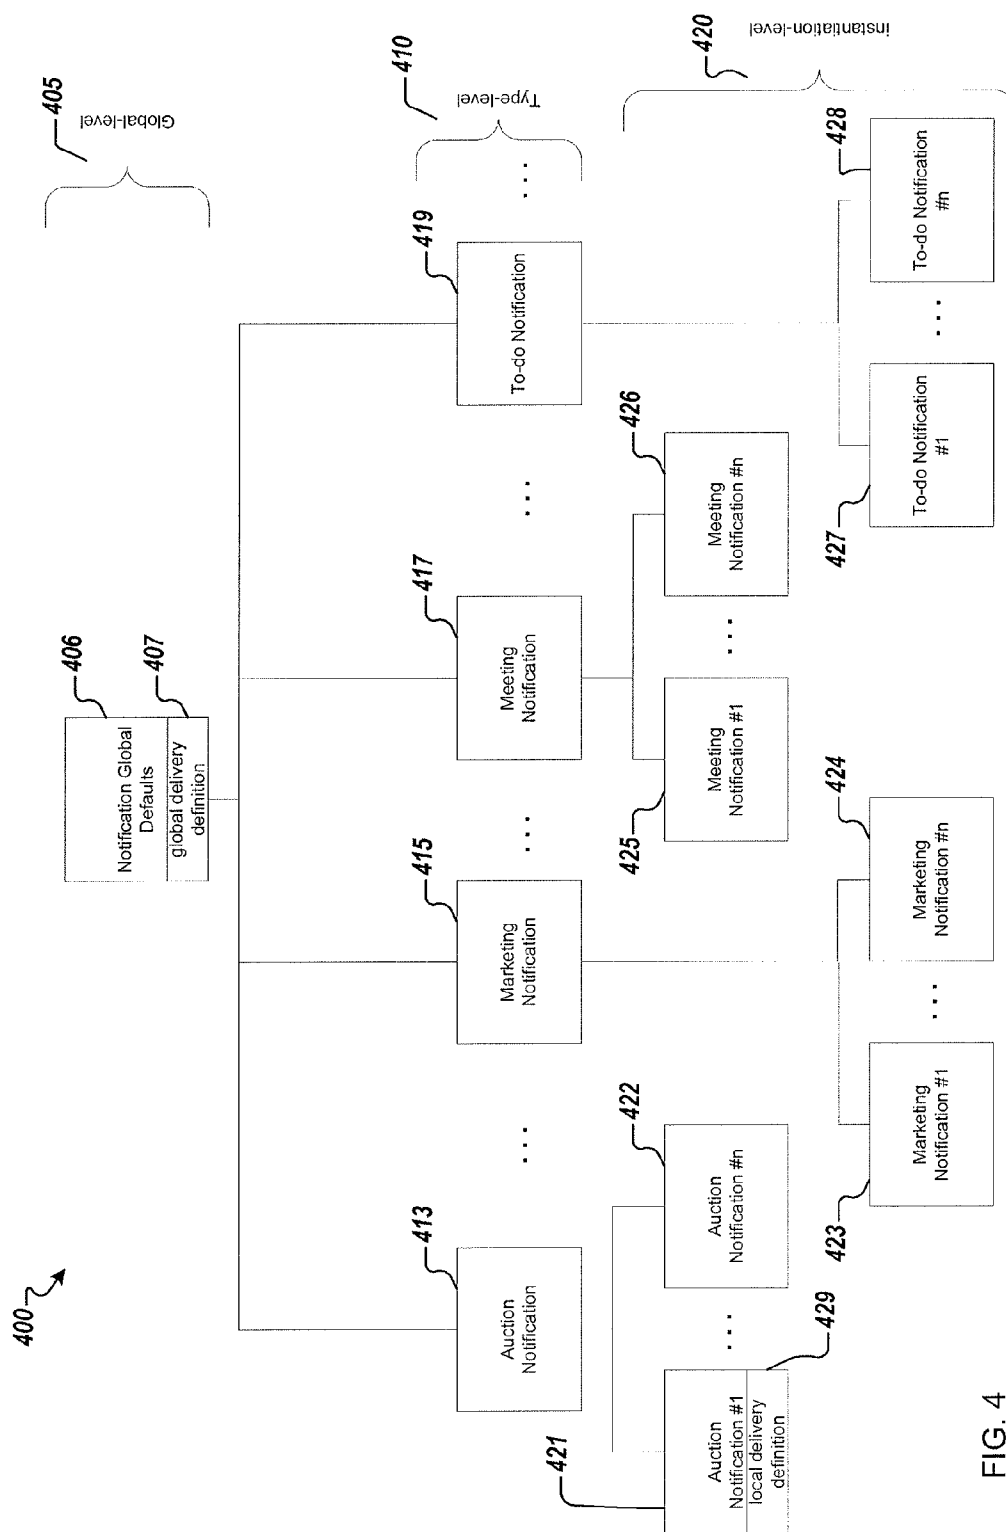 400
405
Global-level
406
Notification Global
Defaults
407
global delivery
definition
410
Type-level
413
Auction
Notification
...
415
Marketing
Notification
...
417
Meeting
Notification
...
419
To-do Notification
...
420
instantiation-level
421
Auction
Notification #1
429
local delivery
definition
...
422
Auction
Notification #n
423
Marketing
Notification #1
...
424
Marketing
Notification #n
425
Meeting
Notification #1
...
426
Meeting
Notification #n
427
To-do Notification
#1
...
428
To-do Notification
#n
FIG. 4